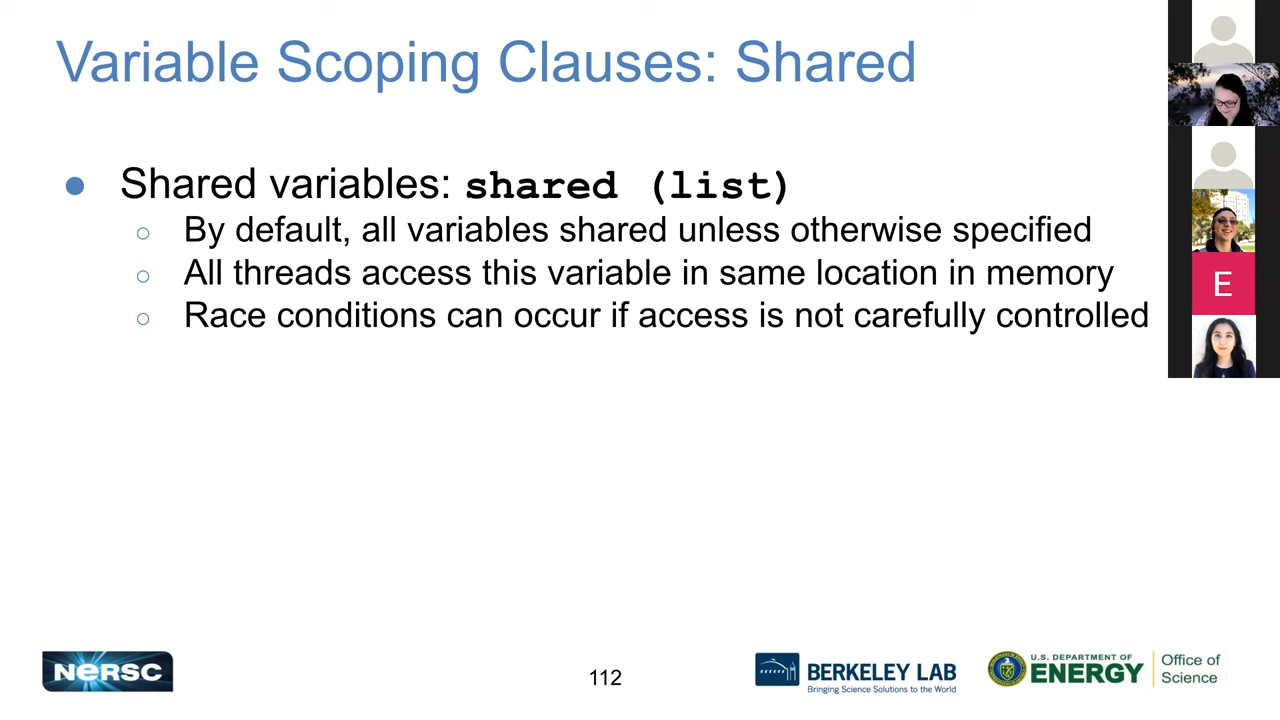 Variable Scoping Clauses: Shared
● Shared variables: shared (list)
○ By default, all variables shared unless otherwise specified
○ All threads access this variable in same location in memory
○ Race conditions can occur if access is not carefully controlled
E
NERSC
112
BERKELEY LAB
Bringing Science Solutions to the World
U.S. DEPARTMENT OF
ENERGY
Office of
Science